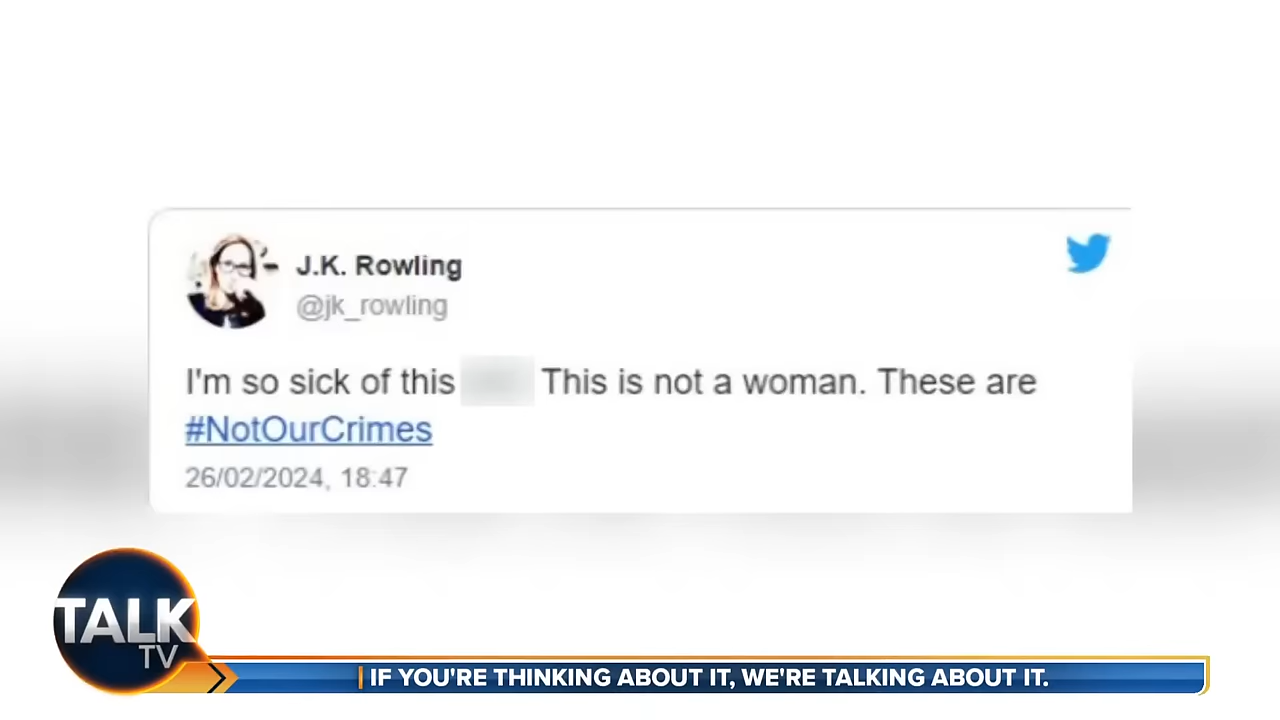 J.K. Rowling
@jk_rowling
I'm so sick of this This is not a woman. These are
#NotOurCrimes
26/02/2024, 18:47
TALK
TV
IF YOU'RE THINKING ABOUT IT, WE'RE TALKING ABOUT IT.